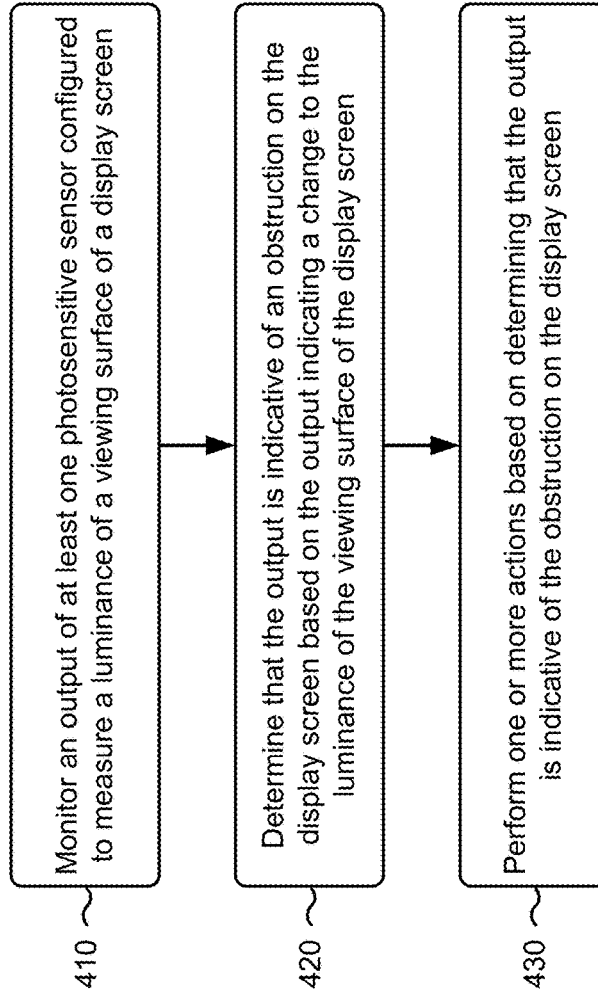 410
Monitor an output of at least one photosensitive sensor configured
to measure a luminance of a viewing surface of a display screen
420
Determine that the output is indicative of an obstruction on the
display screen based on the output indicating a change to the
luminance of the viewing surface of the display screen
430
Perform one or more actions based on determining that the output
is indicative of the obstruction on the display screen